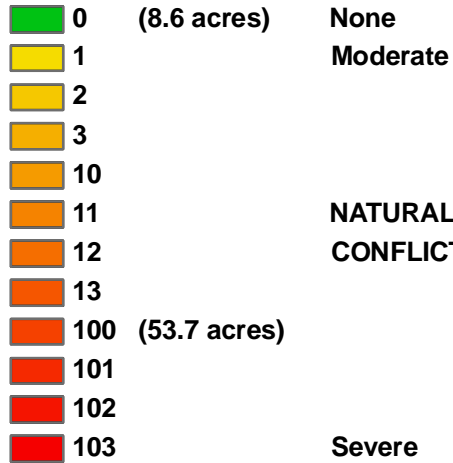 0 (8.6 acres) None
1 Moderate
2
3
10
11 NATURAL
12 CONFLICT
13
100 (53.7 acres)
101
102
103 Severe